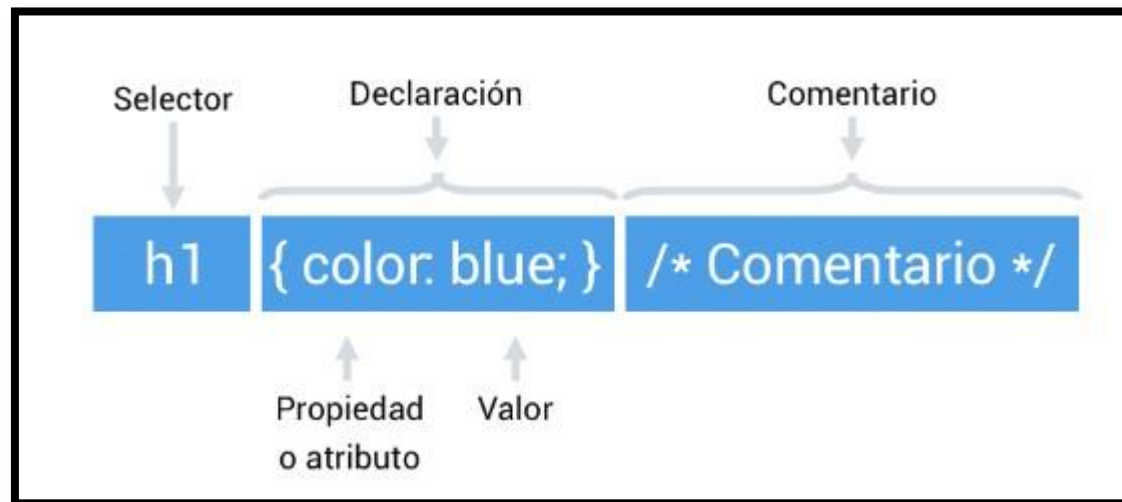 Selector
Declaración
Comentario
h1
{ color: blue; }
/* Comentario */
Propiedad
o atributo
Valor